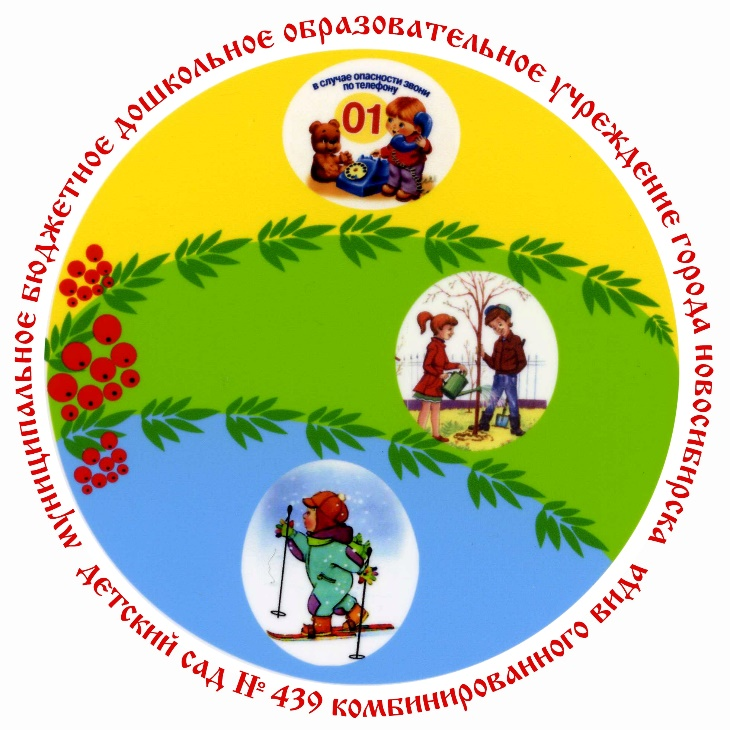 муниципальное бюджетное дошкольное образовательное учреждение города новосибирска
детский сад № 439 комбинированного вида
в случае опасности звони
по телефону
01